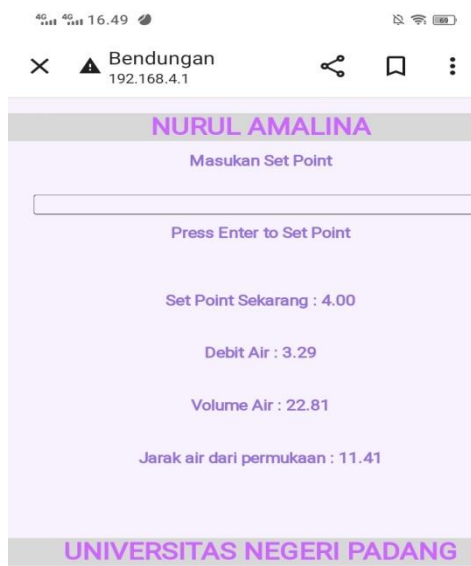 4G 4G 16.49 69
Bendungan
192.168.4.1
NURUL AMALINA
Masukan Set Point
Press Enter to Set Point
Set Point Sekarang : 4.00
Debit Air : 3.29
Volume Air : 22.81
Jarak air dari permukaan : 11.41
UNIVERSITAS NEGERI PADANG